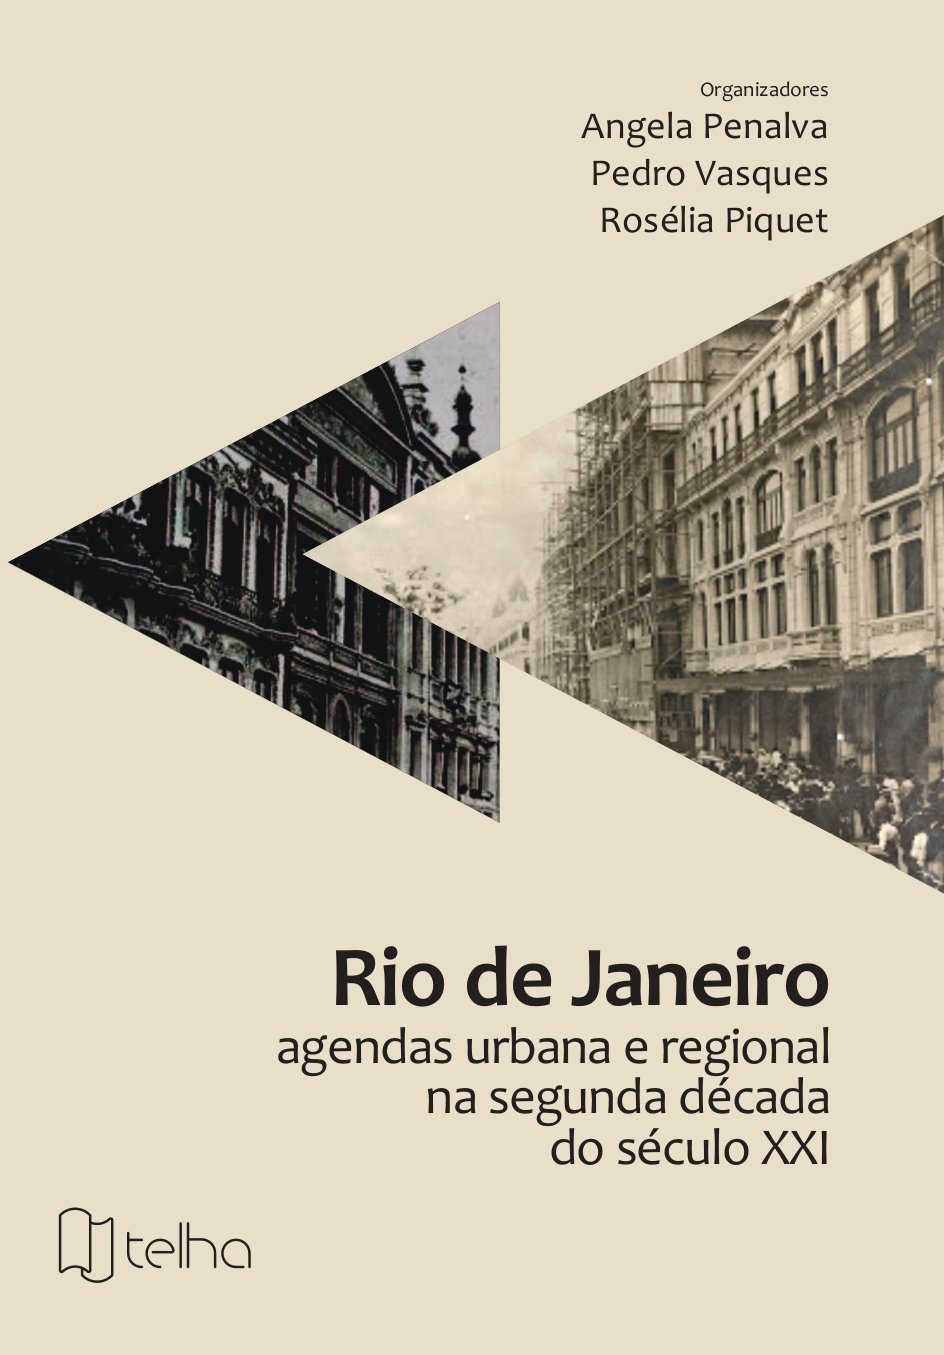 Organizadores
Angela Penalva
Pedro Vasques
Rosélia Piquet
Rio de Janeiro
agendas urbana e regional
na segunda década
do século XXI
telha